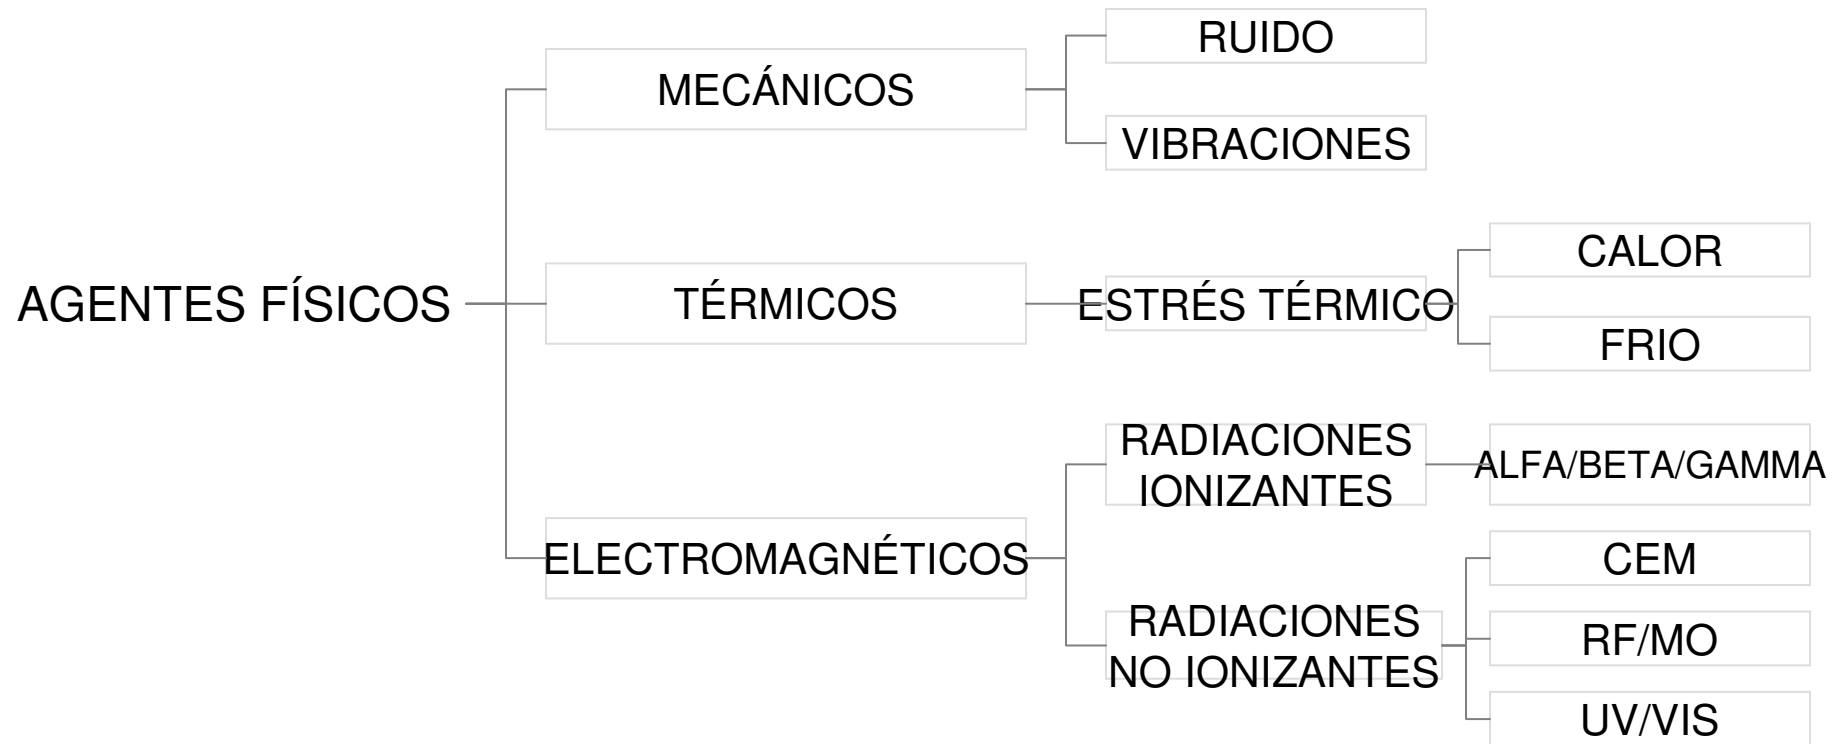 AGENTES FÍSICOS
MECÁNICOS
RUIDO
VIBRACIONES
TÉRMICOS
ESTRÉS TÉRMICO
CALOR
FRIO
ELECTROMAGNÉTICOS
RADIACIONES
IONIZANTES
ALFA/BETA/GAMMA
RADIACIONES
NO IONIZANTES
CEM
RF/MO
UV/VIS